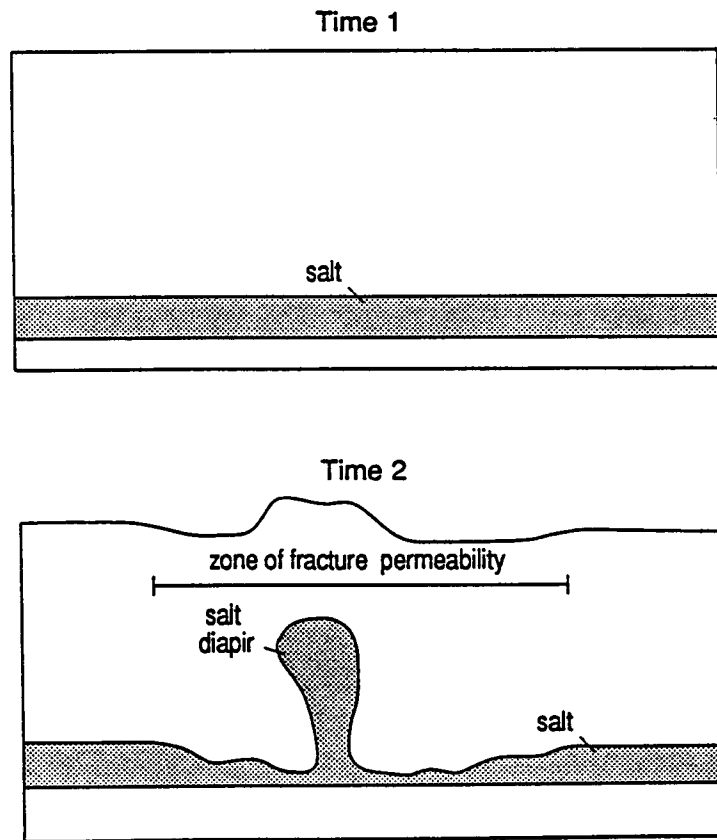 Time 1
salt
Time 2
zone of fracture permeability
salt
diapir
salt